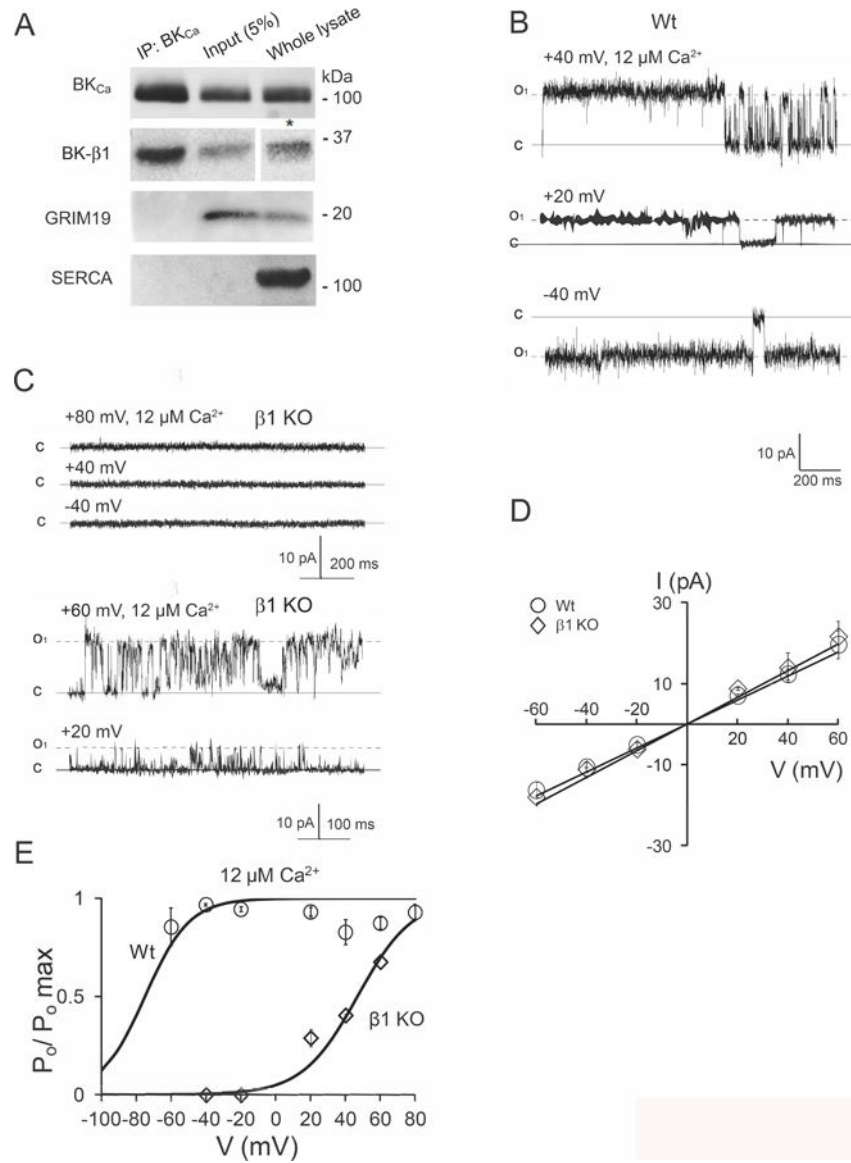 A
IP: BKCa
Input (5%)
Whole lysate
kDa
BKCa
- 100
*
BK-β1
- 37
GRIM19
- 20
SERCA
- 100
B
Wt
+40 mV, 12 µM Ca²⁺
O₁
C
+20 mV
O₁
C
-40 mV
C
O₁
10 pA
200 ms
C
+80 mV, 12 µM Ca²⁺ β1 KO
C
+40 mV
C
-40 mV
C
10 pA 200 ms
+60 mV, 12 µM Ca²⁺ β1 KO
O₁
C
+20 mV
O₁
C
10 pA 100 ms
D
I (pA)
30
Wt
β1 KO
10
-60 -40 -20
20 40 60
V (mV)
-10
-30
E
12 µM Ca²⁺
1
Wt
0.5
β1 KO
0
Pₒ/ Pₒ max
-100 -80 -60 -40 -20 0 20 40 60 80
V (mV)